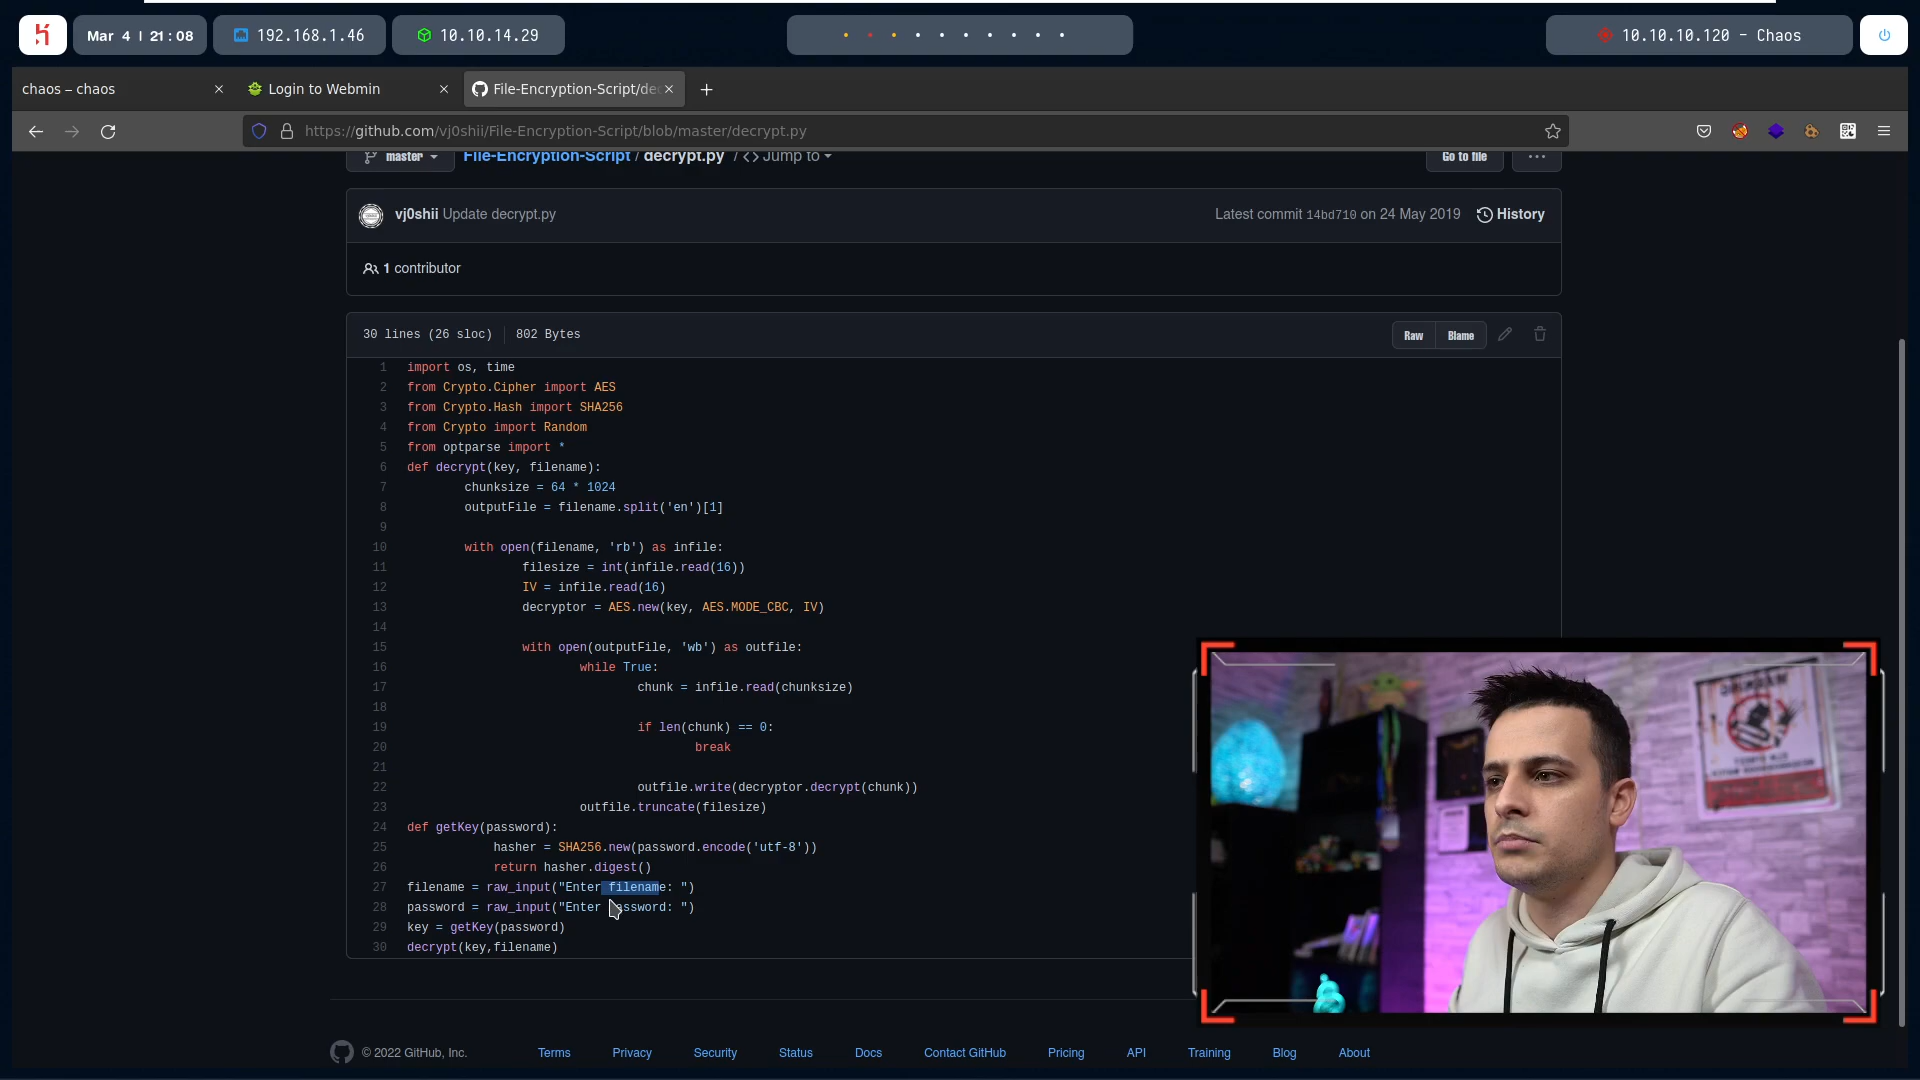 Mar 4 | 21:08
192.168.1.46
10.10.14.29
10.10.10.120 - Chaos
chaos – chaos
Login to Webmin
File-Encryption-Script/dec
https://github.com/vj0shii/File-Encryption-Script/blob/master/decrypt.py
master
File-Encryption-Script / decrypt.py / <> Jump to
Go to file
vj0shii Update decrypt.py
Latest commit 14bd710 on 24 May 2019
History
1 contributor
30 lines (26 sloc)
802 Bytes
Raw
Blame
1 import os, time
2 from Crypto.Cipher import AES
3 from Crypto.Hash import SHA256
4 from Crypto import Random
5 from optparse import *
6 def decrypt(key, filename):
7 chunksize = 64 * 1024
8 outputFile = filename.split('en')[1]
9
10 with open(filename, 'rb') as infile:
11 filesize = int(infile.read(16))
12 IV = infile.read(16)
13 decryptor = AES.new(key, AES.MODE_CBC, IV)
14
15 with open(outputFile, 'wb') as outfile:
16 while True:
17 chunk = infile.read(chunksize)
18
19 if len(chunk) == 0:
20 break
21
22 outfile.write(decryptor.decrypt(chunk))
23 outfile.truncate(filesize)
24 def getKey(password):
25 hasher = SHA256.new(password.encode('utf-8'))
26 return hasher.digest()
27 filename = raw_input("Enter filename: ")
28 password = raw_input("Enter password: ")
29 key = getKey(password)
30 decrypt(key,filename)
© 2022 GitHub, Inc.
Terms
Privacy
Security
Status
Docs
Contact GitHub
Pricing
API
Training
Blog
About